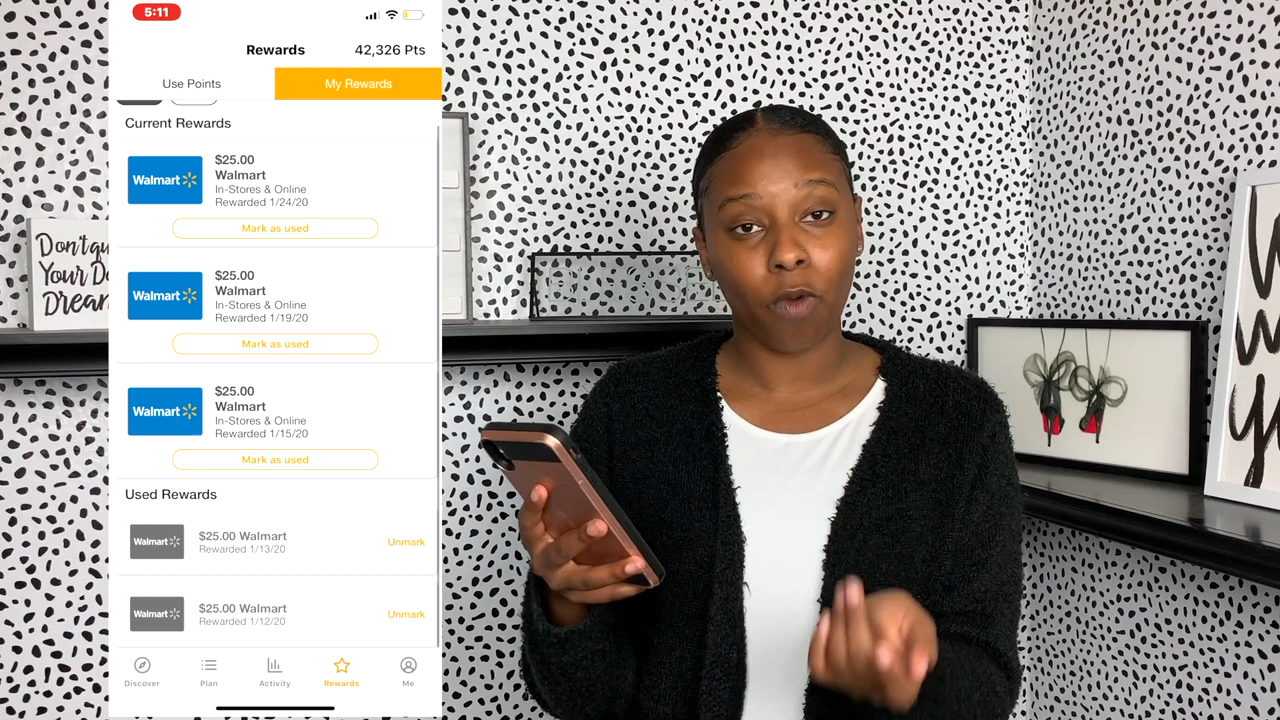 5:11
Rewards
42,326 Pts
Use Points
My Rewards
Current Rewards
Walmart
$25.00
Walmart
In-Stores & Online
Rewarded 1/24/20
Mark as used
Walmart
$25.00
Walmart
In-Stores & Online
Rewarded 1/19/20
Mark as used
Walmart
$25.00
Walmart
In-Stores & Online
Rewarded 1/15/20
Mark as used
Used Rewards
Walmart
$25.00 Walmart
Rewarded 1/13/20
Unmark
Walmart
$25.00 Walmart
Rewarded 1/12/20
Unmark
Discover
Plan
Activity
Rewards
Me
Your